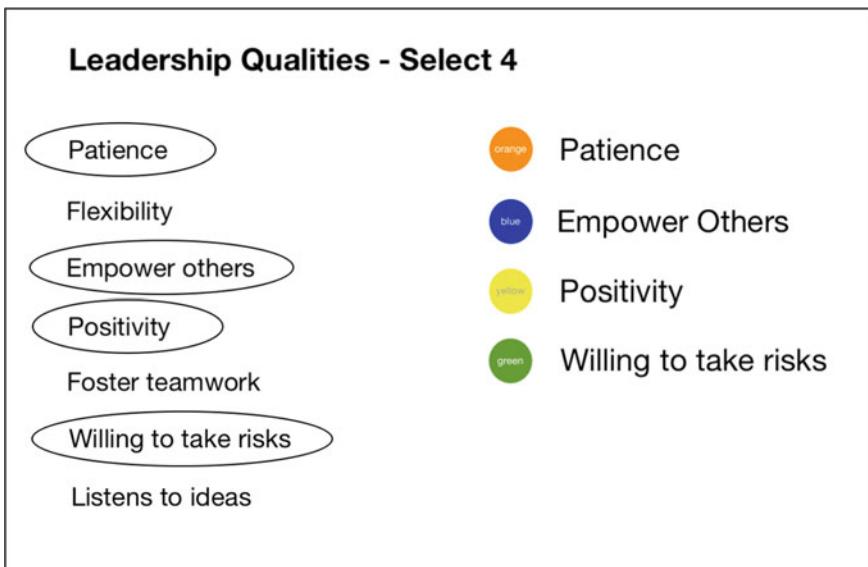 Leadership Qualities - Select 4
Patience
Flexibility
Empower others
Positivity
Foster teamwork
Willing to take risks
Listens to ideas
orange Patience
blue Empower Others
yellow Positivity
green Willing to take risks